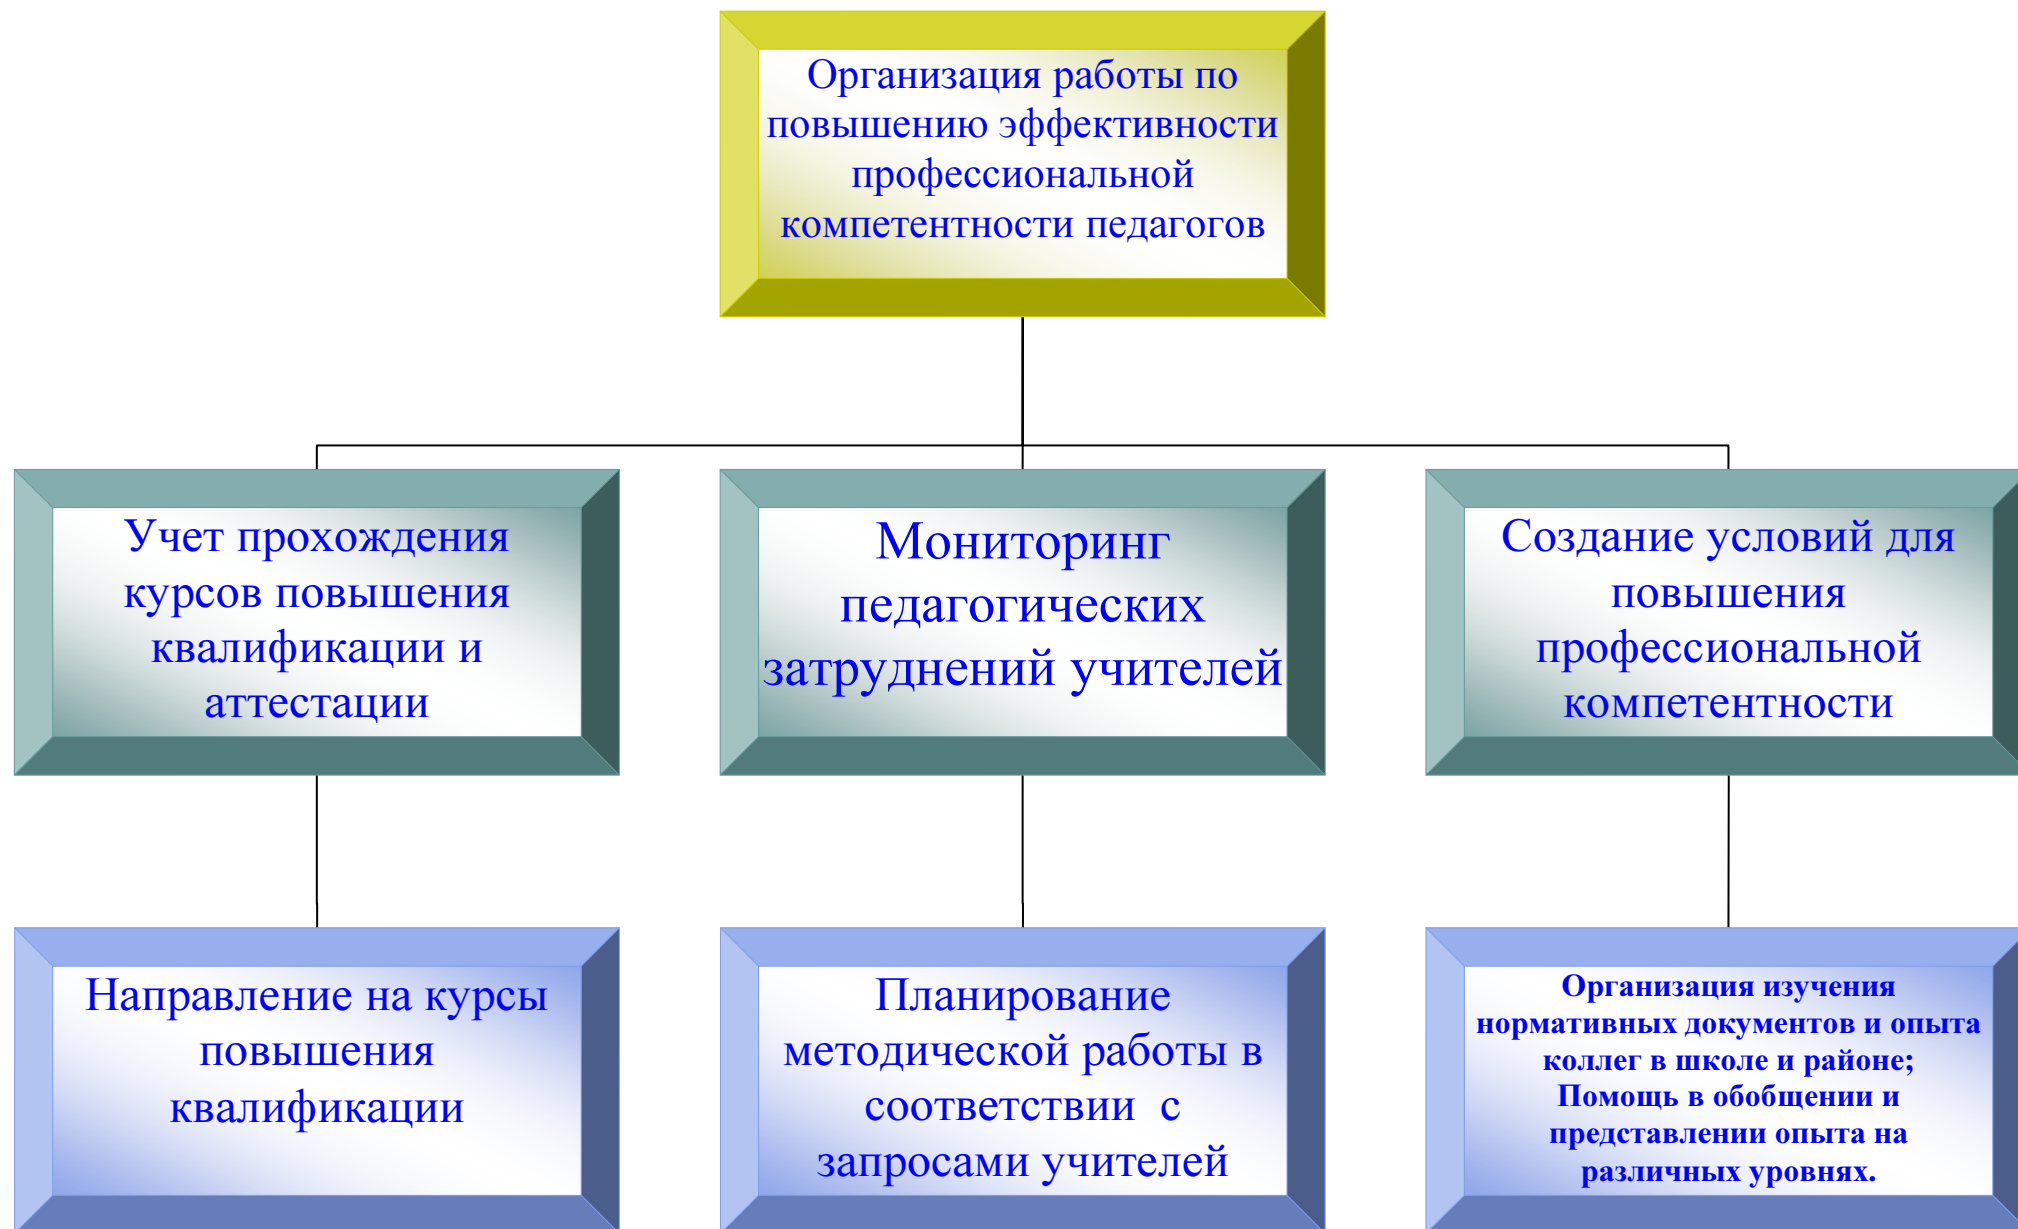 Организация работы по
повышению эффективности
профессиональной
компетентности педагогов
Учет прохождения
курсов повышения
квалификации и
аттестации
Мониторинг
педагогических
затруднений учителей
Создание условий для
повышения
профессиональной
компетентности
Направление на курсы
повышения
квалификации
Планирование
методической работы в
соответствии  с
запросами учителей
Организация изучения
нормативных документов и опыта
коллег в школе и районе;
Помощь в обобщении и
представлении опыта на
различных уровнях.